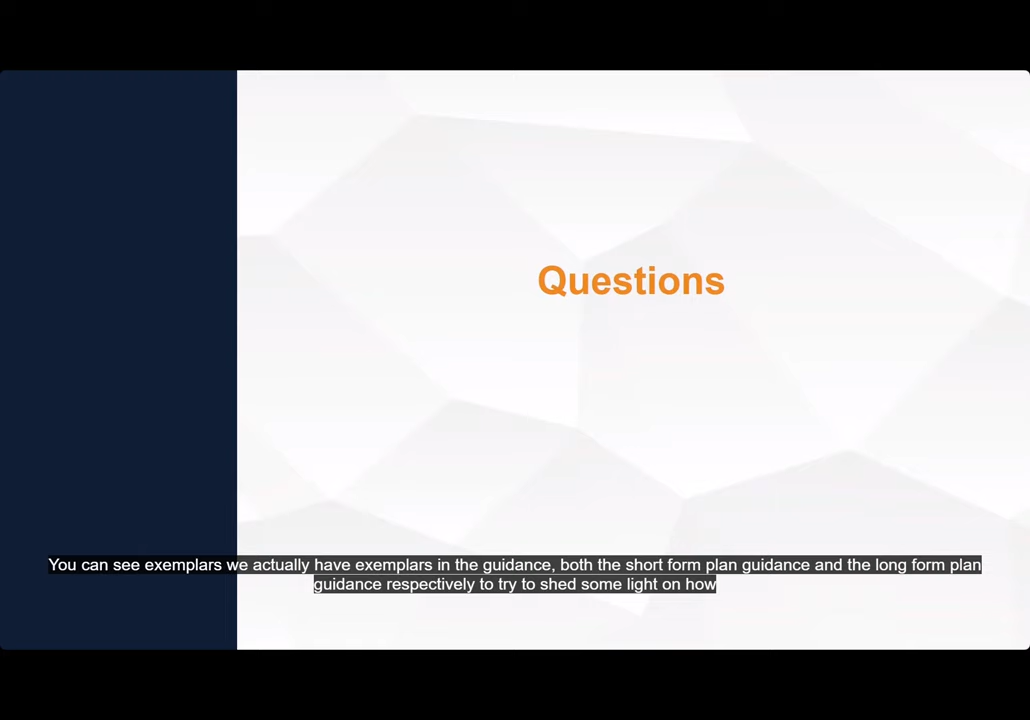 Questions
You can see exemplars we actually have exemplars in the guidance, both the short form plan guidance and the long form plan
guidance respectively to try to shed some light on how